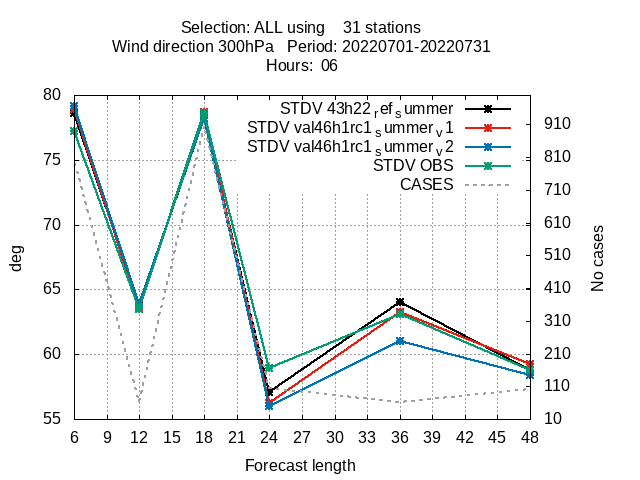 Selection: ALL using    31 stations
Wind direction 300hPa   Period: 20220701-20220731
Hours:  06
STDV 43h22_ref_summer
STDV val46h1rc1_summer_v1
STDV val46h1rc1_summer_v2
STDV OBS
CASES
80
75
70
65
60
55
deg
910
810
710
610
510
410
310
210
110
10
No cases
6 9 12 15 18 21 24 27 30 33 36 39 42 45 48
Forecast length